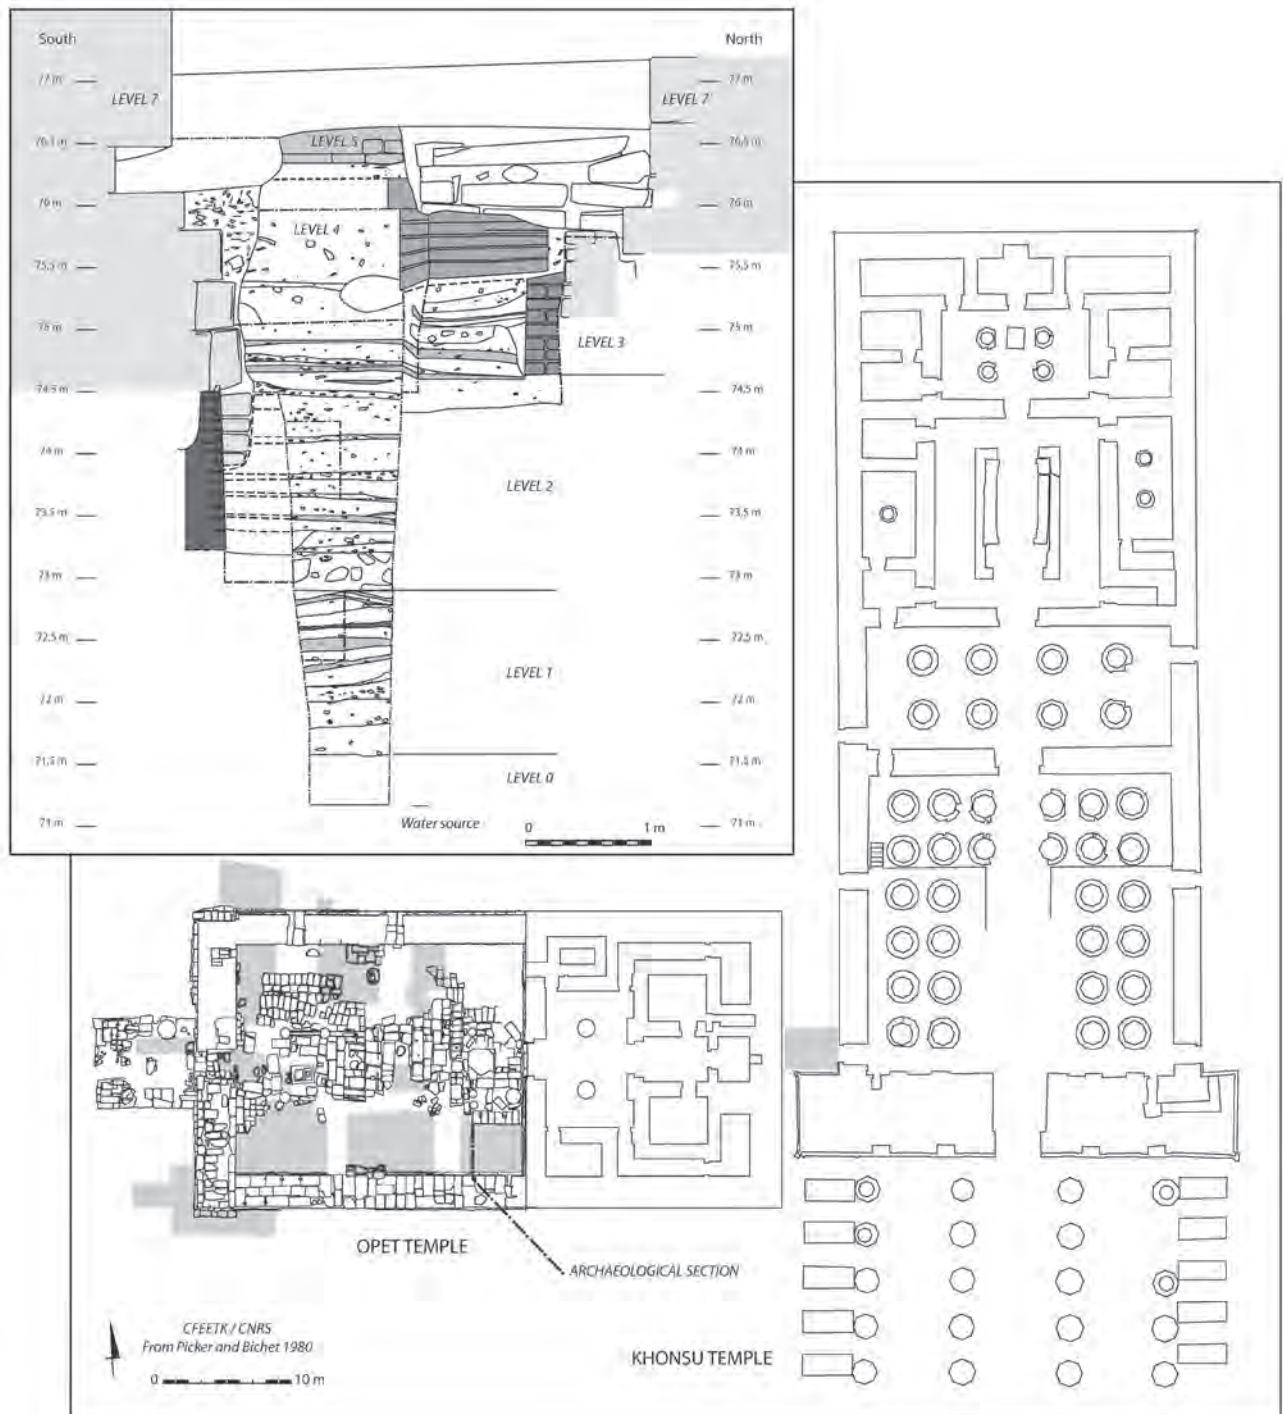 South North
77 m 77 m
LEVEL 7 LEVEL 7
76,5 m LEVEL 5 76,5 m
76 m 76 m
LEVEL 4
75,5 m 75,5 m
75 m 75 m
LEVEL 3
74,5 m 74,5 m
74 m 74 m
LEVEL 2
73,5 m 73,5 m
73 m 73 m
72,5 m 72,5 m
LEVEL 1
72 m 72 m
71,5 m 71,5 m
LEVEL 0
71 m Water source 0 1 m 71 m
OPET TEMPLE
ARCHAEOLOGICAL SECTION
CFEETK / CNRS
From Picker and Bichet 1980
KHONSU TEMPLE
0 10 m